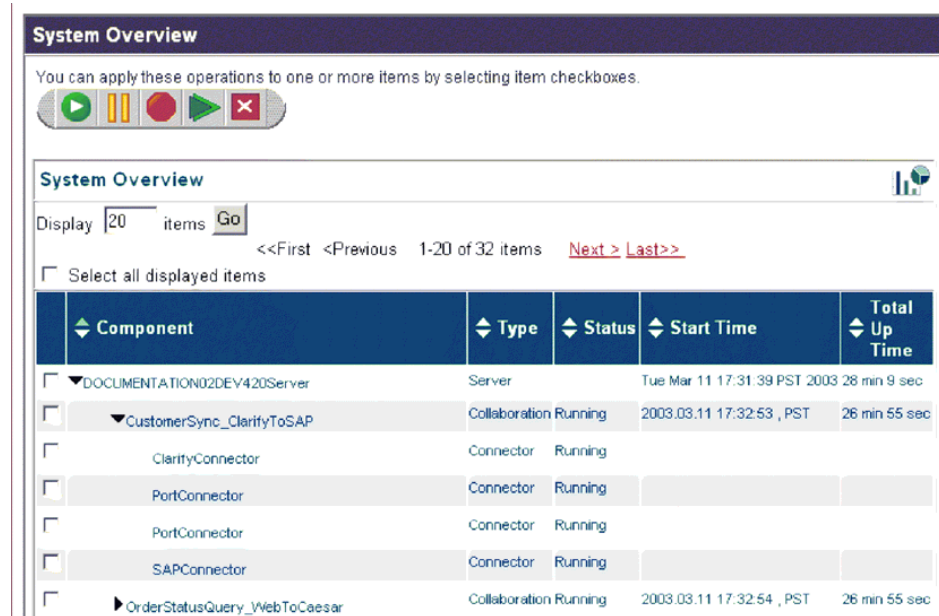 System Overview
You can apply these operations to one or more items by selecting item checkboxes.
System Overview
Display 20 items Go
<<First <Previous 1-20 of 32 items Next > Last>>
Select all displayed items
Component Type Status Start Time Total Up Time
DOCUMENTATION02DEV420Server Server Tue Mar 11 17:31:39 PST 2003 28 min 9 sec
CustomerSync_ClarifyToSAP Collaboration Running 2003.03.11 17:32:53 , PST 26 min 55 sec
ClarifyConnector Connector Running
PortConnector Connector Running
PortConnector Connector Running
SAPConnector Connector Running
OrderStatusQuery_WebToCaesar Collaboration Running 2003.03.11 17:32:54 , PST 26 min 55 sec